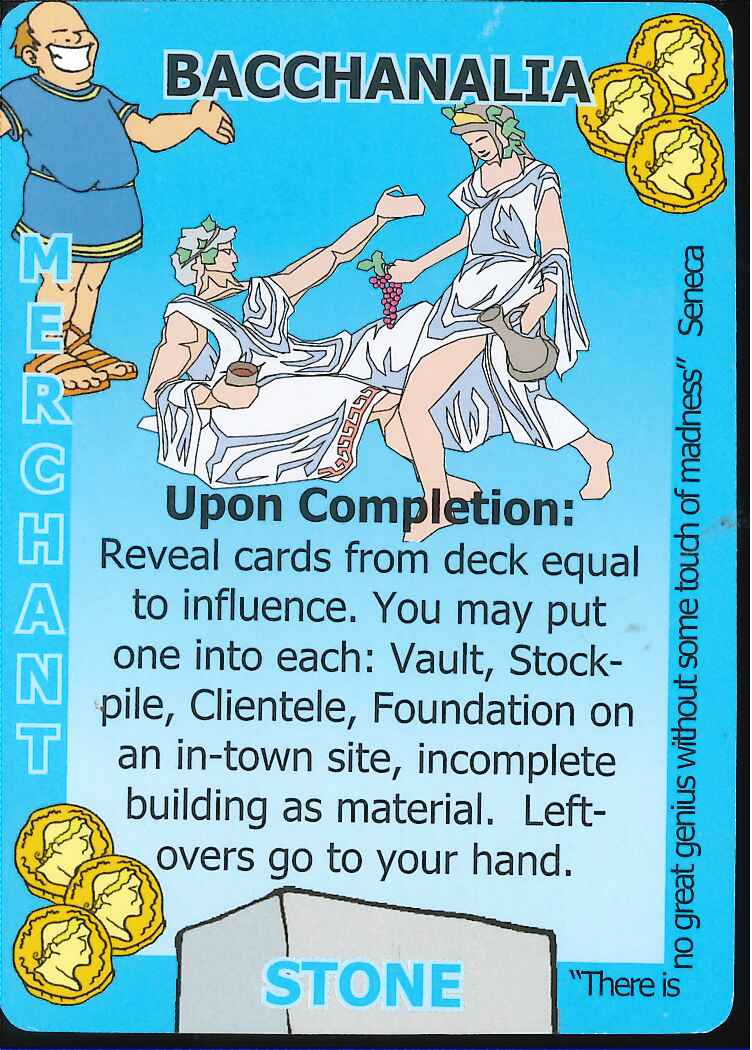 BACCHANALIA
MERCHANT
Upon Completion:
Reveal cards from deck equal
to influence. You may put
one into each: Vault, Stock-
pile, Clientele, Foundation on
an in-town site, incomplete
building as material. Left-
overs go to your hand.
STONE
"There is
no great genius without some touch of madness" Seneca